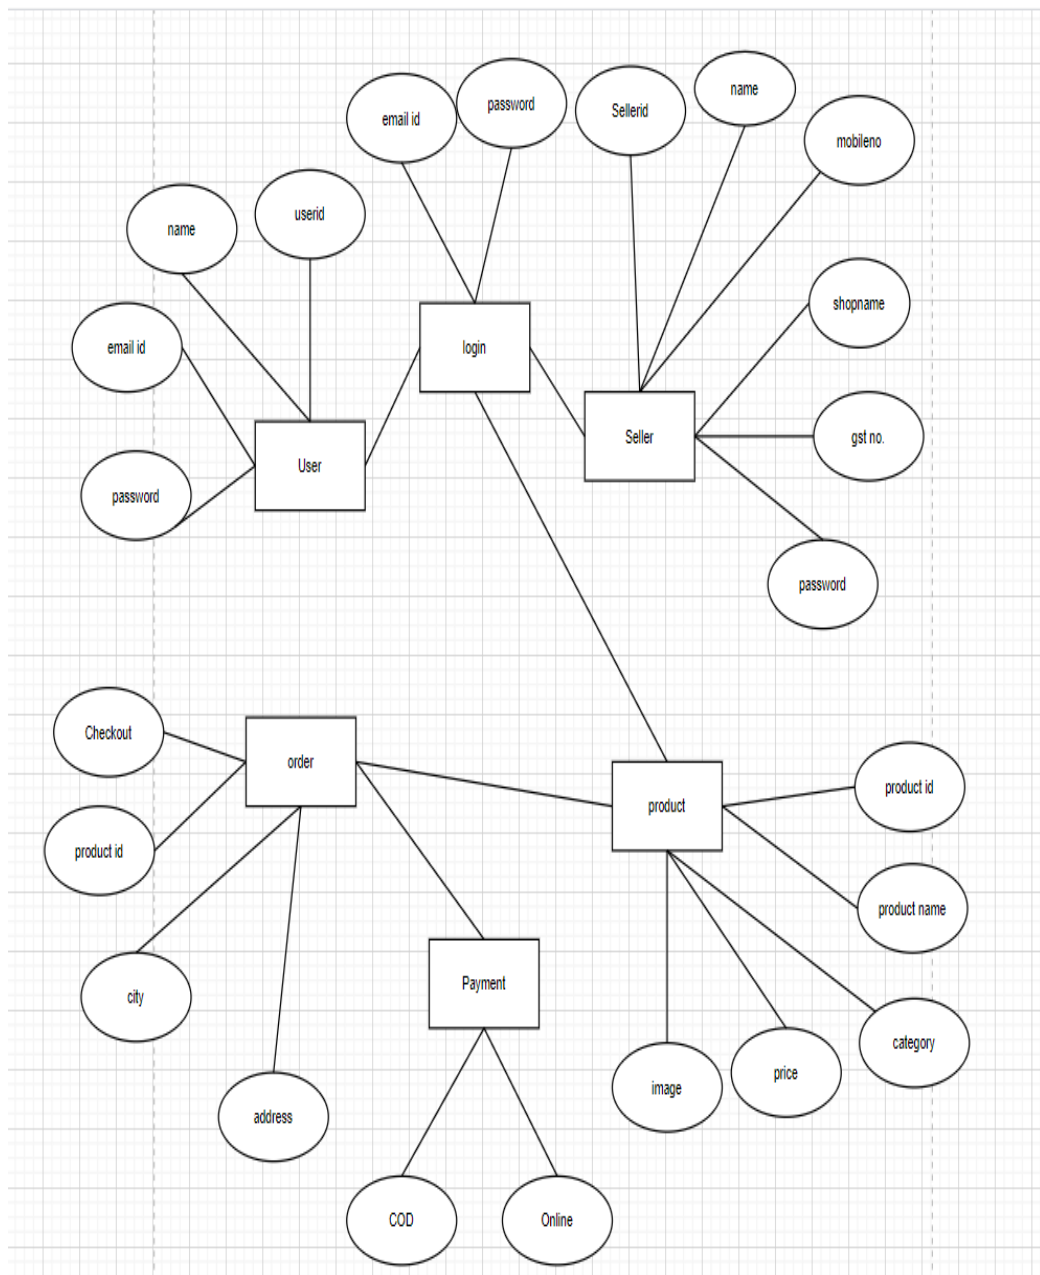 name
password
Sellerid
email id
mobileno
userid
name
shopname
email id
login
gst no.
Seller
User
password
password
Checkout
order
product id
product
product id
product name
Payment
city
category
price
image
address
COD
Online